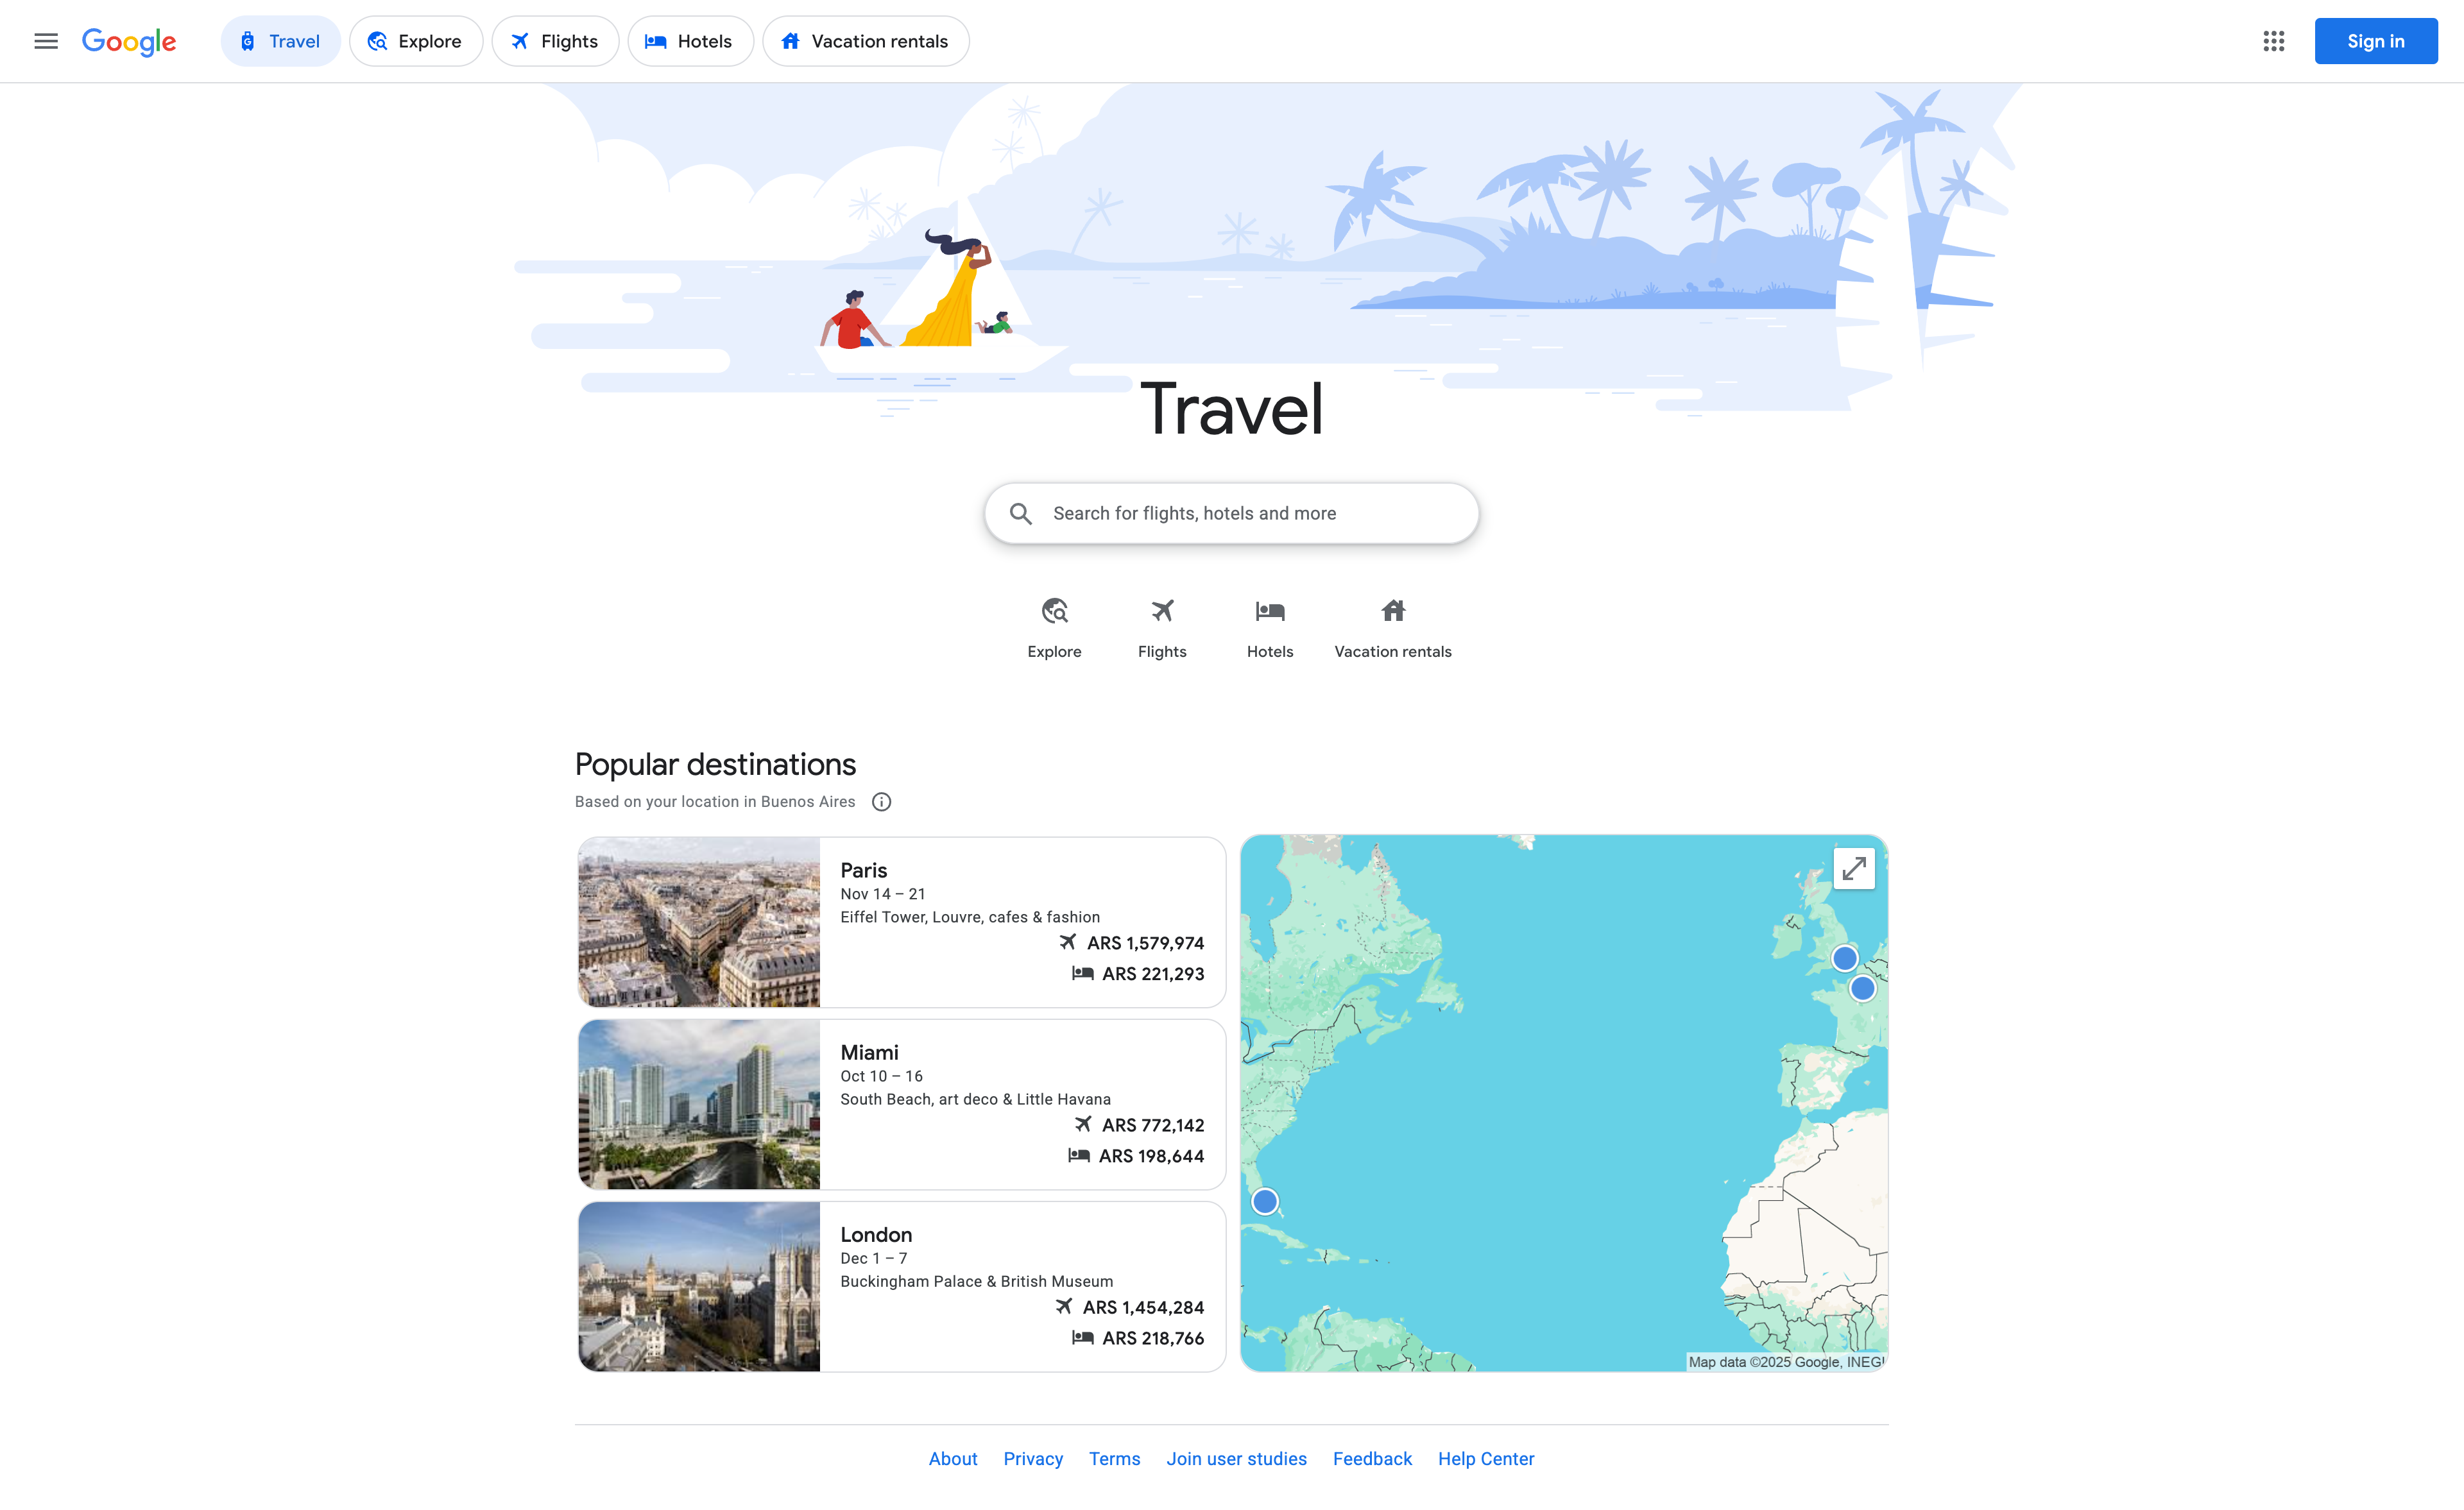 Google
Travel
Explore
Flights
Hotels
Vacation rentals
Sign in
Travel
Search for flights, hotels and more
Explore
Flights
Hotels
Vacation rentals
Popular destinations
Based on your location in Buenos Aires
Paris
Nov 14 – 21
Eiffel Tower, Louvre, cafes & fashion
ARS 1,579,974
ARS 221,293
Miami
Oct 10 – 16
South Beach, art deco & Little Havana
ARS 772,142
ARS 198,644
London
Dec 1 – 7
Buckingham Palace & British Museum
ARS 1,454,284
ARS 218,766
Map data ©2025 Google, INEGI
About Privacy Terms Join user studies Feedback Help Center